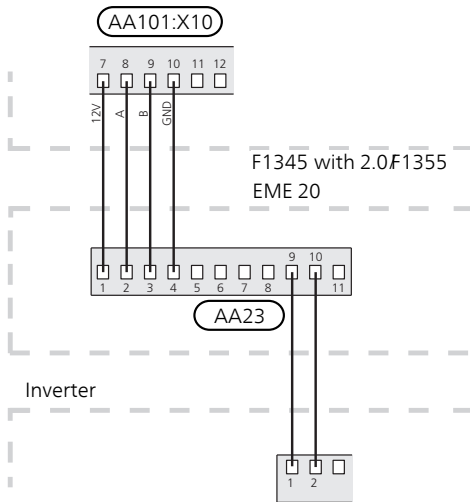 AA101:X10
7 8 9 10 11 12
12V A B GND
F1345 with 2.0/F1355
EME 20
9 10
1 2 3 4 5 6 7 8 11
AA23
Inverter
1 2